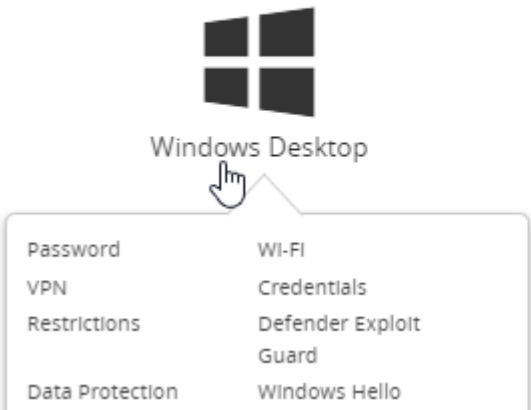 Windows Desktop
Password
Wi-Fi
VPN
Credentials
Restrictions
Defender Exploit
Guard
Data Protection
Windows Hello